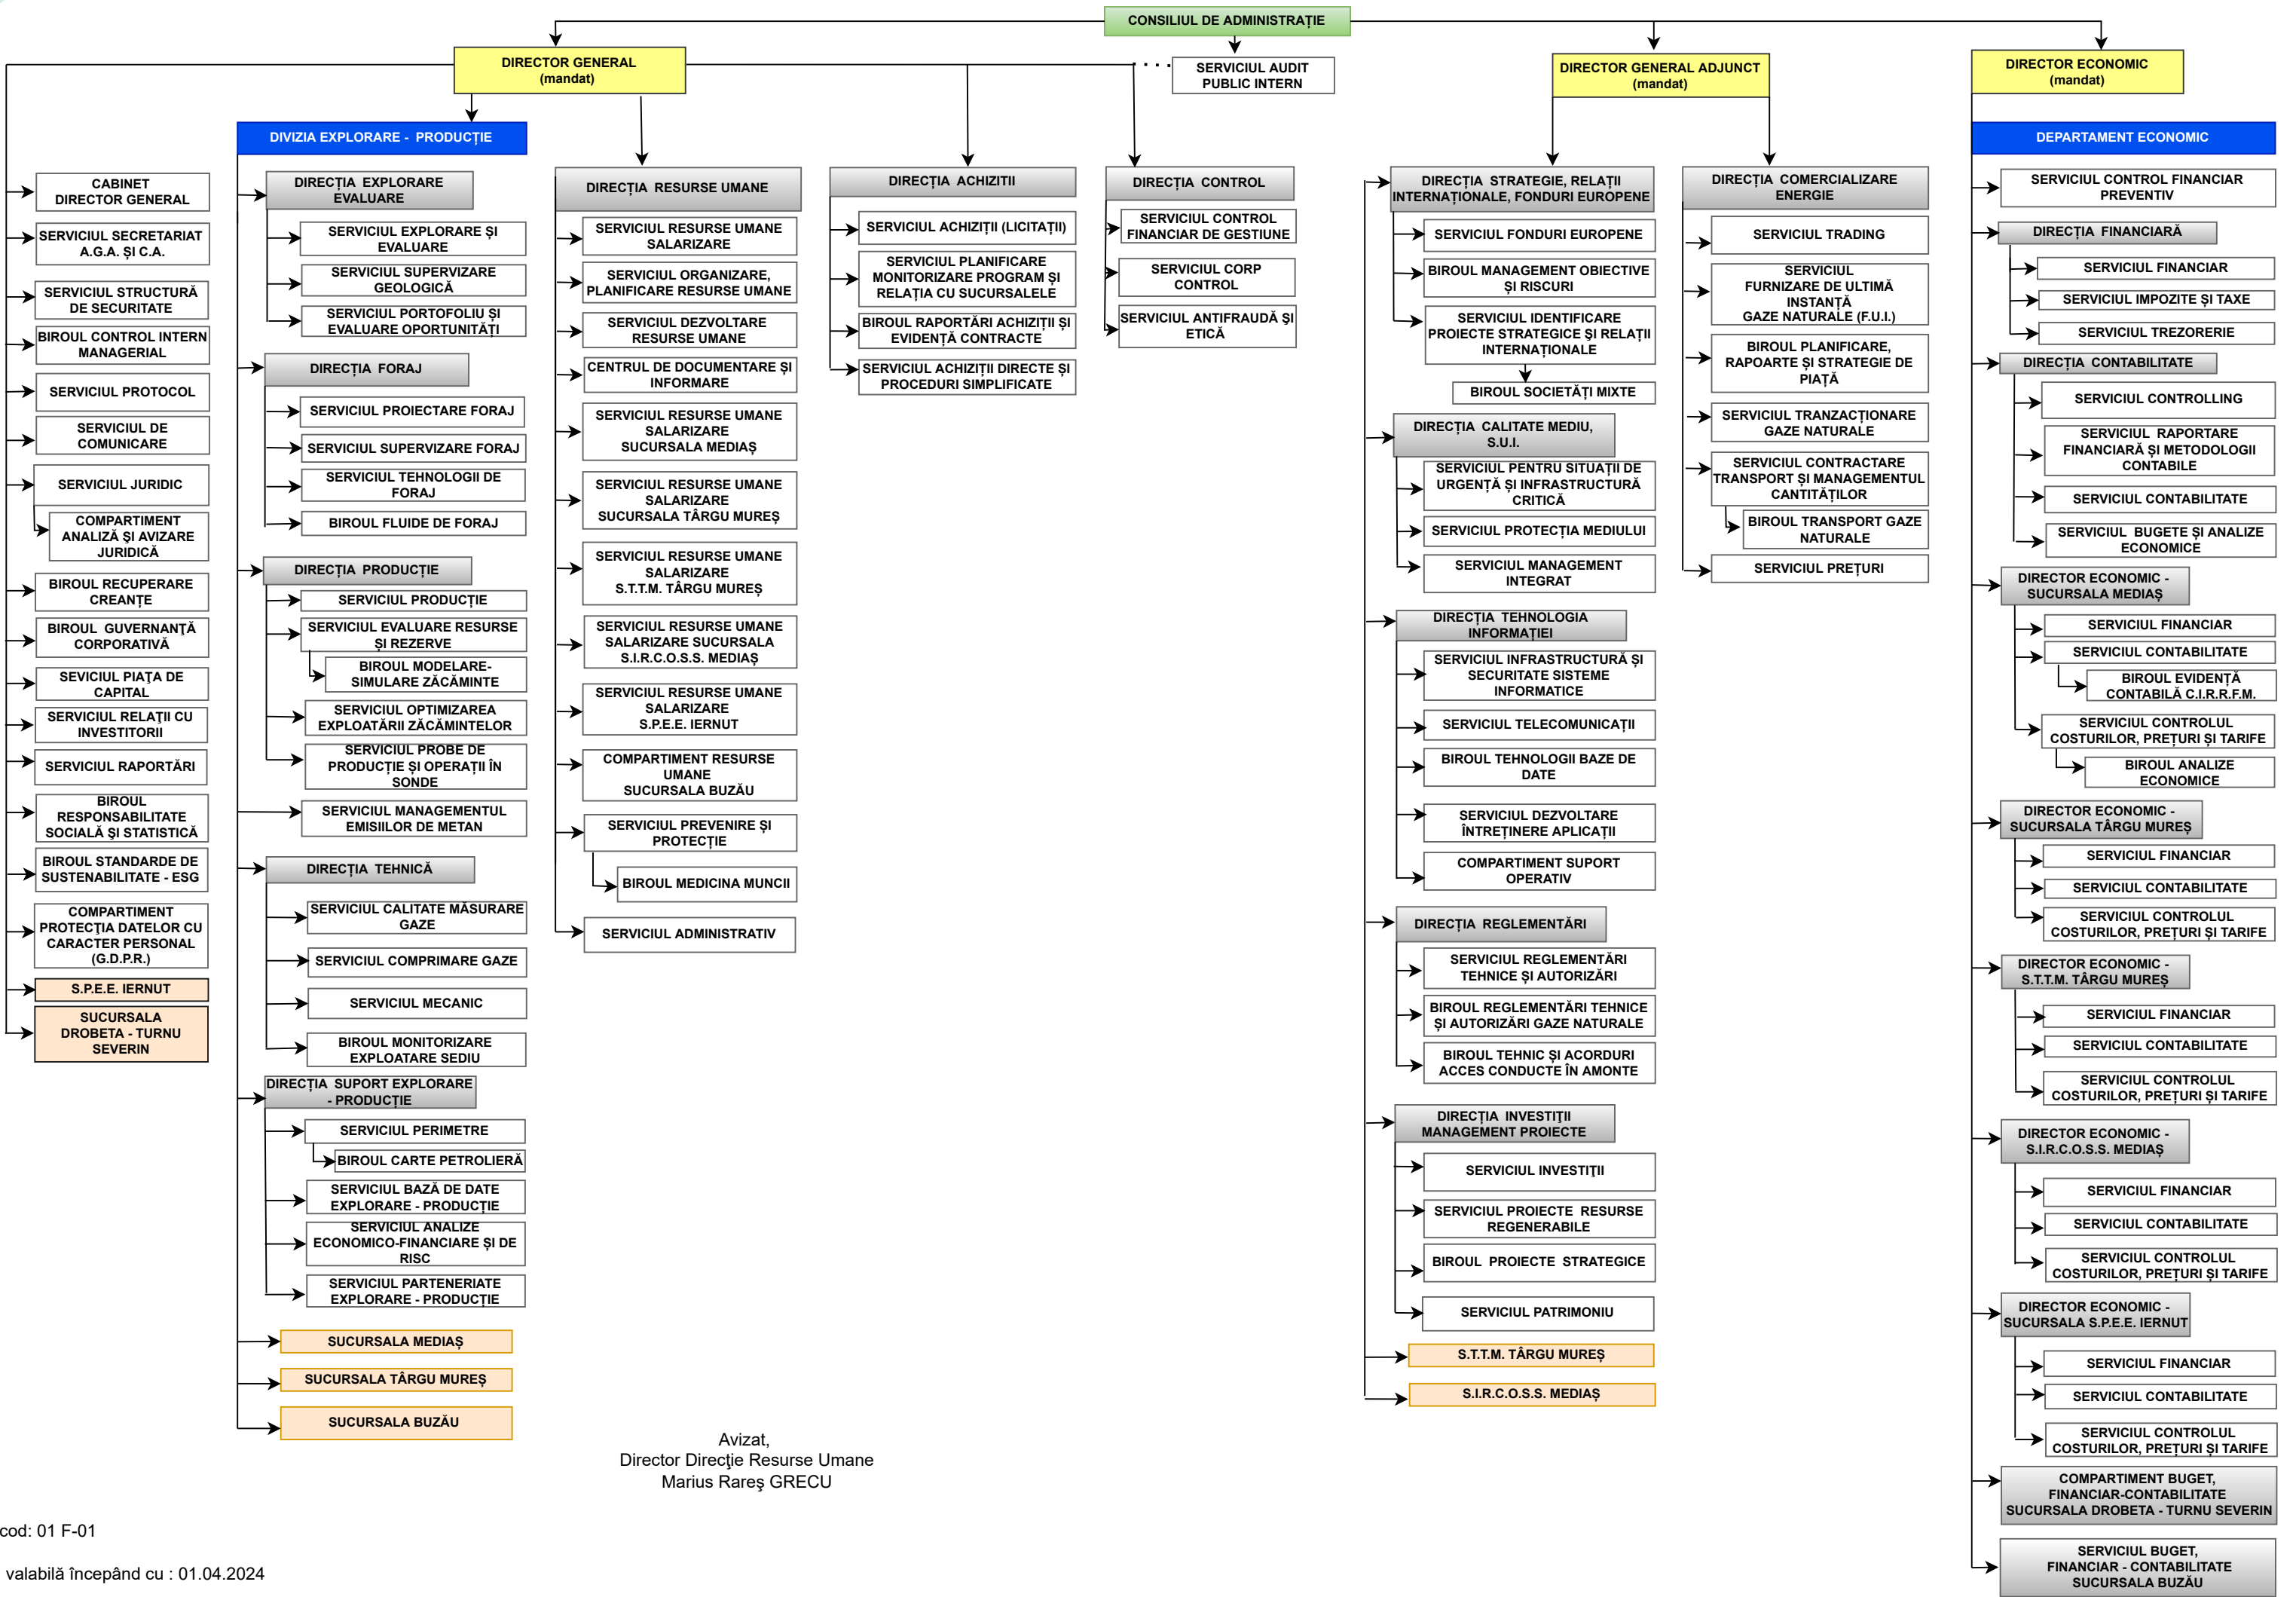 CONSILIUL DE ADMINISTRAȚIE
DIRECTOR GENERAL
(mandat)
SERVICIUL AUDIT
PUBLIC INTERN
DIRECTOR GENERAL ADJUNCT
(mandat)
DIRECTOR ECONOMIC
(mandat)
CABINET
DIRECTOR GENERAL
SERVICIUL SECRETARIAT
A.G.A. ȘI C.A.
SERVICIUL STRUCTURĂ
DE SECURITATE
BIROUL CONTROL INTERN
MANAGERIAL
SERVICIUL PROTOCOL
SERVICIUL DE
COMUNICARE
SERVICIUL JURIDIC
COMPARTIMENT
ANALIZĂ ŞI AVIZARE
JURIDICĂ
BIROUL RECUPERARE
CREANȚE
BIROUL GUVERNANŢĂ
CORPORATIVĂ
SEVICIUL PIAŢA DE
CAPITAL
SERVICIUL RELAŢII CU
INVESTITORII
SERVICIUL RAPORTĂRI
BIROUL
RESPONSABILITATE
SOCIALĂ ŞI STATISTICĂ
BIROUL STANDARDE DE
SUSTENABILITATE - ESG
COMPARTIMENT
PROTECŢIA DATELOR CU
CARACTER PERSONAL
(G.D.P.R.)
S.P.E.E. IERNUT
SUCURSALA
DROBETA - TURNU
SEVERIN
DIVIZIA EXPLORARE - PRODUCȚIE
DIRECȚIA EXPLORARE
EVALUARE
SERVICIUL EXPLORARE ȘI
EVALUARE
SERVICIUL SUPERVIZARE
GEOLOGICĂ
SERVICIUL PORTOFOLIU ȘI
EVALUARE OPORTUNITĂȚI
DIRECȚIA FORAJ
SERVICIUL PROIECTARE FORAJ
SERVICIUL SUPERVIZARE FORAJ
SERVICIUL TEHNOLOGII DE
FORAJ
BIROUL FLUIDE DE FORAJ
DIRECȚIA PRODUCȚIE
SERVICIUL PRODUCȚIE
SERVICIUL EVALUARE RESURSE
ŞI REZERVE
BIROUL MODELARE-
SIMULARE ZĂCĂMINTE
SERVICIUL OPTIMIZAREA
EXPLOATĂRII ZĂCĂMINTELOR
SERVICIUL PROBE DE
PRODUCȚIE ȘI OPERAȚII ÎN
SONDE
SERVICIUL MANAGEMENTUL
EMISIILOR DE METAN
DIRECȚIA TEHNICĂ
SERVICIUL CALITATE MĂSURARE
GAZE
SERVICIUL COMPRIMARE GAZE
SERVICIUL MECANIC
BIROUL MONITORIZARE
EXPLOATARE SEDIU
DIRECȚIA SUPORT EXPLORARE
- PRODUCȚIE
SERVICIUL PERIMETRE
BIROUL CARTE PETROLIERĂ
SERVICIUL BAZĂ DE DATE
EXPLORARE - PRODUCȚIE
SERVICIUL ANALIZE
ECONOMICO-FINANCIARE ȘI DE
RISC
SERVICIUL PARTENERIATE
EXPLORARE - PRODUCȚIE
SUCURSALA MEDIAȘ
SUCURSALA TÂRGU MUREȘ
SUCURSALA BUZĂU
DIRECȚIA RESURSE UMANE
SERVICIUL RESURSE UMANE
SALARIZARE
SERVICIUL ORGANIZARE,
PLANIFICARE RESURSE UMANE
SERVICIUL DEZVOLTARE
RESURSE UMANE
CENTRUL DE DOCUMENTARE ȘI
INFORMARE
SERVICIUL RESURSE UMANE
SALARIZARE
SUCURSALA MEDIAȘ
SERVICIUL RESURSE UMANE
SALARIZARE
SUCURSALA TÂRGU MUREȘ
SERVICIUL RESURSE UMANE
SALARIZARE
S.T.T.M. TÂRGU MUREȘ
SERVICIUL RESURSE UMANE
SALARIZARE SUCURSALA
S.I.R.C.O.S.S. MEDIAȘ
SERVICIUL RESURSE UMANE
SALARIZARE
S.P.E.E. IERNUT
COMPARTIMENT RESURSE
UMANE
SUCURSALA BUZĂU
SERVICIUL PREVENIRE ȘI
PROTECȚIE
BIROUL MEDICINA MUNCII
SERVICIUL ADMINISTRATIV
DIRECȚIA ACHIZITII
SERVICIUL ACHIZIȚII (LICITAȚII)
SERVICIUL PLANIFICARE
MONITORIZARE PROGRAM ȘI
RELAȚIA CU SUCURSALELE
BIROUL RAPORTĂRI ACHIZIȚII ȘI
EVIDENȚĂ CONTRACTE
SERVICIUL ACHIZIȚII DIRECTE ȘI
PROCEDURI SIMPLIFICATE
DIRECȚIA CONTROL
SERVICIUL CONTROL
FINANCIAR DE GESTIUNE
SERVICIUL CORP
CONTROL
SERVICIUL ANTIFRAUDĂ ŞI
ETICĂ
DIRECȚIA STRATEGIE, RELAȚII
INTERNAȚIONALE, FONDURI EUROPENE
SERVICIUL FONDURI EUROPENE
BIROUL MANAGEMENT OBIECTIVE
ȘI RISCURI
SERVICIUL IDENTIFICARE
PROIECTE STRATEGICE ŞI RELAȚII
INTERNAȚIONALE
BIROUL SOCIETĂȚI MIXTE
DIRECȚIA CALITATE MEDIU,
S.U.I.
SERVICIUL PENTRU SITUAȚII DE
URGENȚĂ ȘI INFRASTRUCTURĂ
CRITICĂ
SERVICIUL PROTECȚIA MEDIULUI
SERVICIUL MANAGEMENT
INTEGRAT
DIRECȚIA TEHNOLOGIA
INFORMAȚIEI
SERVICIUL INFRASTRUCTURĂ ȘI
SECURITATE SISTEME
INFORMATICE
SERVICIUL TELECOMUNICAȚII
BIROUL TEHNOLOGII BAZE DE
DATE
SERVICIUL DEZVOLTARE
ÎNTREȚINERE APLICAȚII
COMPARTIMENT SUPORT
OPERATIV
DIRECȚIA REGLEMENTĂRI
SERVICIUL REGLEMENTĂRI
TEHNICE ȘI AUTORIZĂRI
BIROUL REGLEMENTĂRI TEHNICE
ȘI AUTORIZĂRI GAZE NATURALE
BIROUL TEHNIC ȘI ACORDURI
ACCES CONDUCTE ÎN AMONTE
DIRECȚIA INVESTIŢII
MANAGEMENT PROIECTE
SERVICIUL INVESTIŢII
SERVICIUL PROIECTE RESURSE
REGENERABILE
BIROUL PROIECTE STRATEGICE
SERVICIUL PATRIMONIU
S.T.T.M. TÂRGU MUREȘ
S.I.R.C.O.S.S. MEDIAȘ
DIRECȚIA COMERCIALIZARE
ENERGIE
SERVICIUL TRADING
SERVICIUL
FURNIZARE DE ULTIMĂ
INSTANȚĂ
GAZE NATURALE (F.U.I.)
BIROUL PLANIFICARE,
RAPOARTE ȘI STRATEGIE DE
PIAȚĂ
SERVICIUL TRANZACȚIONARE
GAZE NATURALE
SERVICIUL CONTRACTARE
TRANSPORT ȘI MANAGEMENTUL
CANTITĂȚILOR
BIROUL TRANSPORT GAZE
NATURALE
SERVICIUL PREȚURI
DEPARTAMENT ECONOMIC
SERVICIUL CONTROL FINANCIAR
PREVENTIV
DIRECȚIA FINANCIARĂ
SERVICIUL FINANCIAR
SERVICIUL IMPOZITE ȘI TAXE
SERVICIUL TREZORERIE
DIRECȚIA CONTABILITATE
SERVICIUL CONTROLLING
SERVICIUL RAPORTARE
FINANCIARĂ ȘI METODOLOGII
CONTABILE
SERVICIUL CONTABILITATE
SERVICIUL BUGETE ȘI ANALIZE
ECONOMICE
DIRECTOR ECONOMIC -
SUCURSALA MEDIAȘ
SERVICIUL FINANCIAR
SERVICIUL CONTABILITATE
BIROUL EVIDENȚĂ
CONTABILĂ C.I.R.R.F.M.
SERVICIUL CONTROLUL
COSTURILOR, PREȚURI ȘI TARIFE
BIROUL ANALIZE
ECONOMICE
DIRECTOR ECONOMIC -
SUCURSALA TÂRGU MUREȘ
SERVICIUL FINANCIAR
SERVICIUL CONTABILITATE
SERVICIUL CONTROLUL
COSTURILOR, PREȚURI ȘI TARIFE
DIRECTOR ECONOMIC -
S.T.T.M. TÂRGU MUREȘ
SERVICIUL FINANCIAR
SERVICIUL CONTABILITATE
SERVICIUL CONTROLUL
COSTURILOR, PREȚURI ȘI TARIFE
DIRECTOR ECONOMIC -
S.I.R.C.O.S.S. MEDIAȘ
SERVICIUL FINANCIAR
SERVICIUL CONTABILITATE
SERVICIUL CONTROLUL
COSTURILOR, PREȚURI ȘI TARIFE
DIRECTOR ECONOMIC -
SUCURSALA S.P.E.E. IERNUT
SERVICIUL FINANCIAR
SERVICIUL CONTABILITATE
SERVICIUL CONTROLUL
COSTURILOR, PREȚURI ȘI TARIFE
COMPARTIMENT BUGET,
FINANCIAR-CONTABILITATE
SUCURSALA DROBETA - TURNU SEVERIN
SERVICIUL BUGET,
FINANCIAR - CONTABILITATE
SUCURSALA BUZĂU
Avizat,
Director Direcţie Resurse Umane
Marius Rareş GRECU
cod: 01 F-01
valabilă începând cu : 01.04.2024